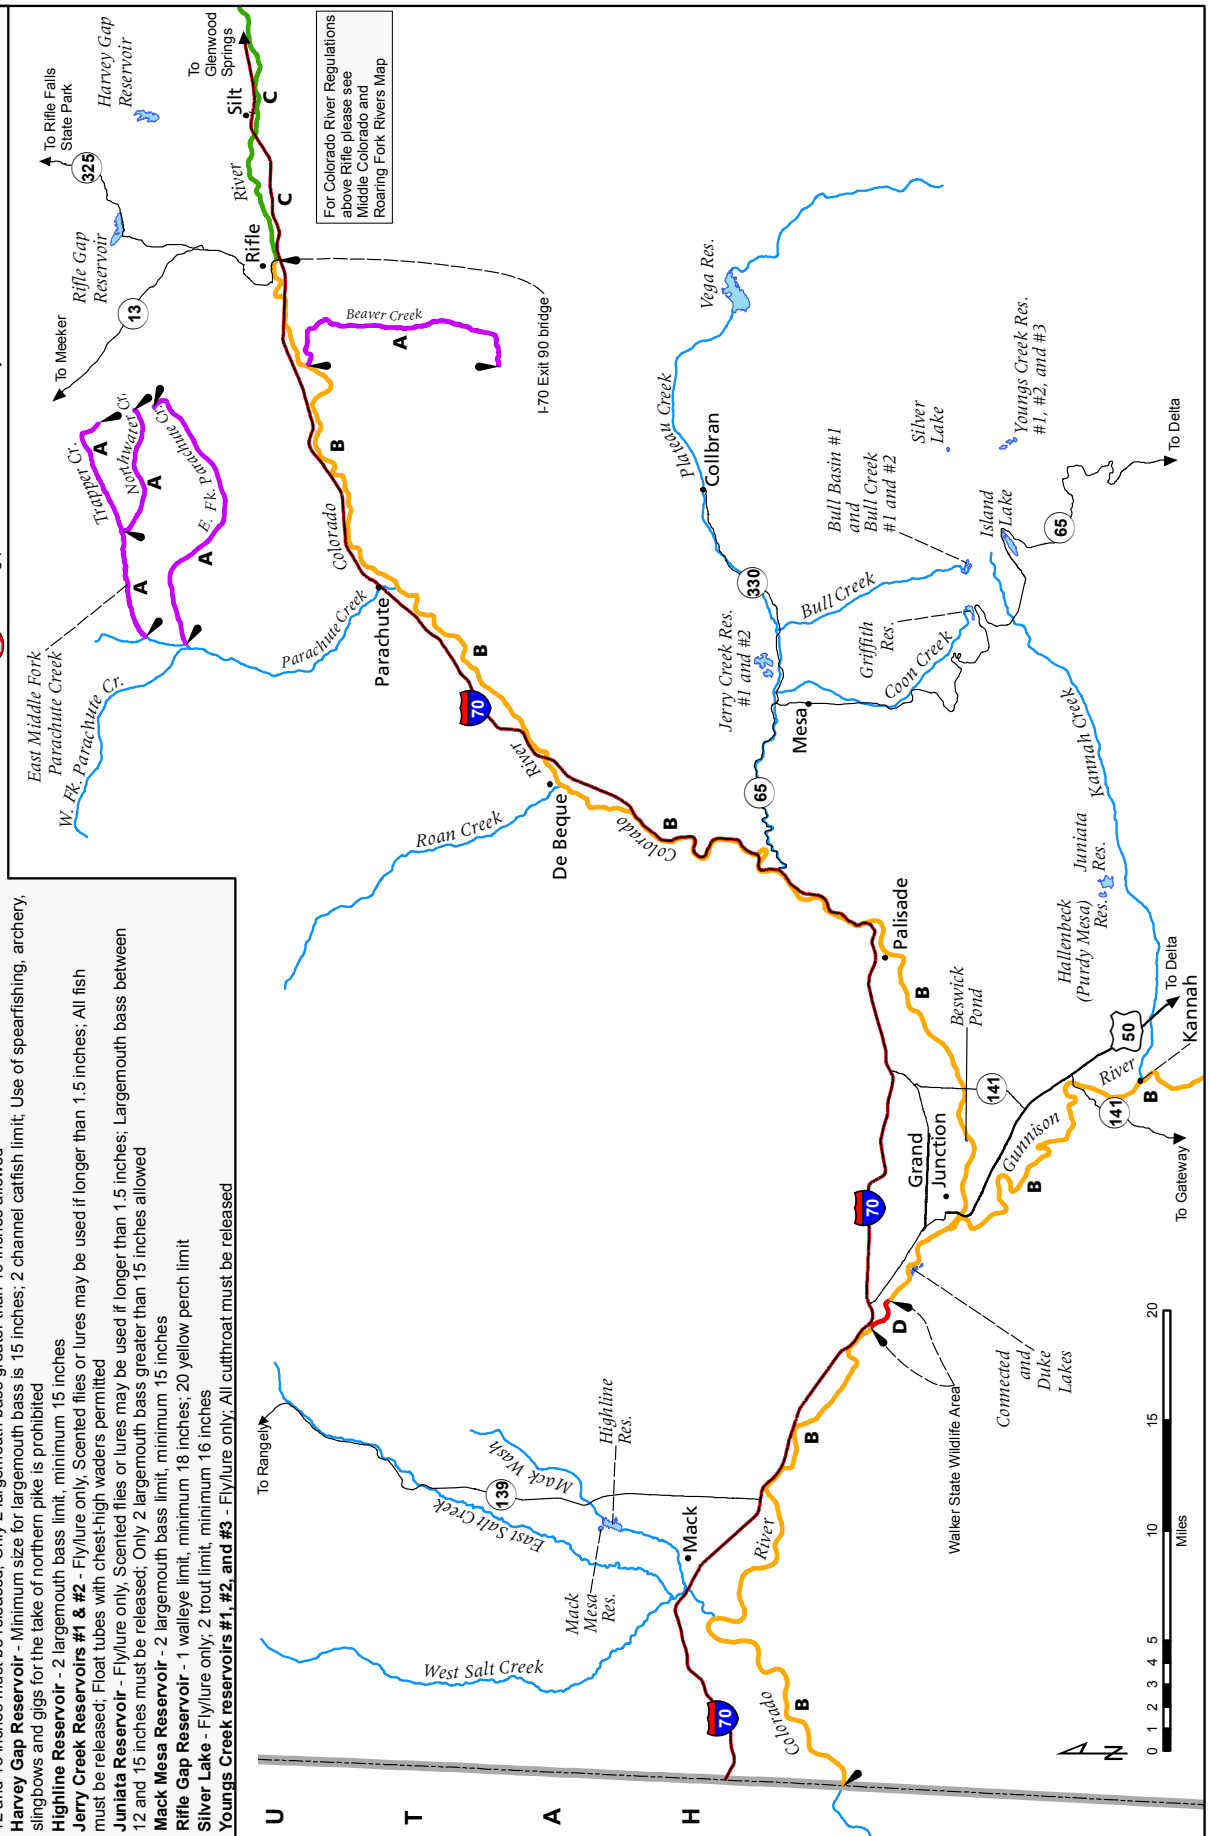 12 and 15 inches must be released; Only 2 largemouth bass greater than 15 inches allowed
Harvey Gap Reservoir - Minimum size for largemouth bass is 15 inches; 2 channel catfish limit; Use of spearfishing, archery,
slingbows and gigs for the take of northern pike is prohibited
Highline Reservoir - 2 largemouth bass limit, minimum 15 inches
Jerry Creek Reservoirs #1 & #2 - Fly/lure only, Scented flies or lures may be used if longer than 1.5 inches; All fish
must be released; Float tubes with chest-high waders permitted
Juniata Reservoir - Fly/lure only, Scented flies or lures may be used if longer than 1.5 inches; Largemouth bass between
12 and 15 inches must be released; Only 2 largemouth bass greater than 15 inches allowed
Mack Mesa Reservoir - 2 largemouth bass limit, minimum 15 inches
Rifle Gap Reservoir - 1 walleye limit, minimum 18 inches; 20 yellow perch limit
Silver Lake - Fly/lure only; 2 trout limit, minimum 16 inches
Youngs Creek reservoirs #1, #2, and #3 - Fly/lure only; All cutthroat must be released
East Middle Fork
Parachute Creek
W. Fk. Parachute Cr.
Trapper Cr.
A
Northwater Cr.
A
A
E. Fk. Parachute Cr.
A
Parachute Creek
To Meeker
13
To Rifle Falls
State Park
325
Rifle Gap
Reservoir
Harvey Gap
Reservoir
To
Glenwood
Springs
Silt
C
River
C
Rifle
For Colorado River Regulations
above Rifle please see
Middle Colorado and
Roaring Fork Rivers Map
Beaver Creek
A
I-70 Exit 90 bridge
Colorado
B
Parachute
B
70
River
De Beque
Roan Creek
Colorado
B
65
Mesa
Jerry Creek Res.
#1 and #2
330
Collbran
Plateau Creek
Vega Res.
Bull Creek
Bull Basin #1
and
Bull Creek
#1 and #2
Silver
Lake
Youngs Creek Res.
#1, #2, and #3
Griffith
Res.
Coon Creek
Island
Lake
65
To Delta
Kannah Creek
Juniata
Res.
Hallenbeck
(Purdy Mesa)
Res.
Palisade
B
Beswick
Pond
To Delta
50
Kannah
River
B
141
141
To Gateway
Gunnison
B
Grand
Junction
70
Connected
and
Duke
Lakes
D
Walker State Wildlife Area
To Rangely
139
Mack Wash
Highline
Res.
East Salt Creek
Mack
Mesa
Res.
Mack
B
River
West Salt Creek
70
Colorado
B
U T A H
N
0 1 2 3 4 5 10 15 20
Miles